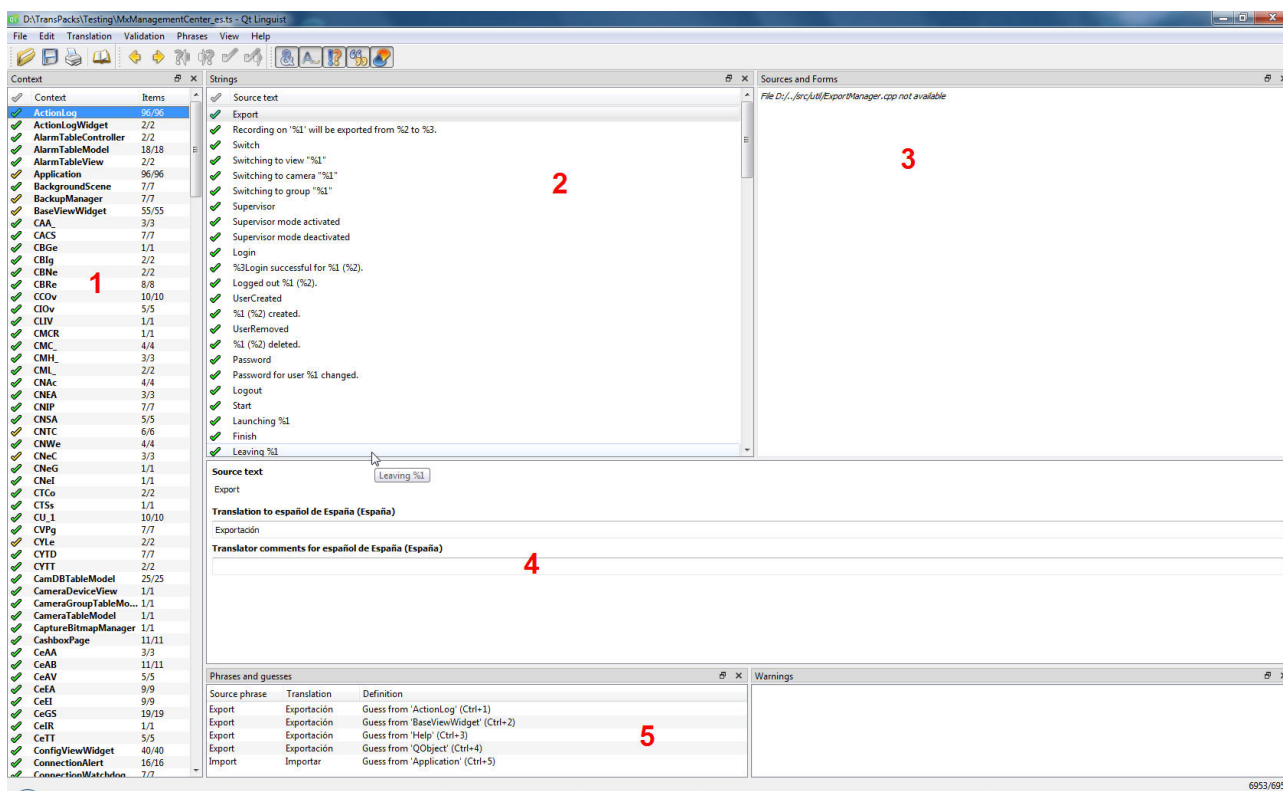 D:\TransPacks\Testing\MxManagementCenter_es.ts - Qt Linguist
File Edit Translation Validation Phrases View Help
Context
Context Items
ActionLog 96/96
ActionLogWidget 2/2
AlarmTableController 2/2
AlarmTableModel 18/18
AlarmTableView 2/2
Application 96/96
BackgroundScene 7/7
BackupManager 7/7
BaseViewWidget 55/55
CAA_ 3/3
CACS 7/7
CBGe 1/1
CBIg 2/2
CBNe 2/2
CBRe 8/8
CCOv 10/10
CIOv 5/5
CLIV 1/1
CMCR 1/1
CMC_ 4/4
CMH_ 3/3
CML_ 2/2
CNAc 4/4
CNEA 3/3
CNIP 7/7
CNSA 5/5
CNTC 6/6
CNWe 4/4
CNeC 3/3
CNeG 1/1
CNeI 1/1
CTCo 2/2
CTSs 1/1
CU_1 10/10
CVPg 7/7
CYLe 2/2
CYTD 7/7
CYTT 2/2
CamDBTableModel 25/25
CameraDeviceView 1/1
CameraGroupTableMo... 1/1
CameraTableModel 1/1
CaptureBitmapManager 1/1
CashboxPage 11/11
CeAA 3/3
CeAB 11/11
CeAV 5/5
CeEA 9/9
CeEI 9/9
CeGS 19/19
CeIR 1/1
CeTT 5/5
ConfigViewWidget 40/40
ConnectionAlert 16/16
ConnectionWatchdog 7/7
1
Strings
Source text
Export
Recording on '%1' will be exported from %2 to %3.
Switch
Switching to view "%1"
Switching to camera "%1"
Switching to group "%1"
Supervisor
Supervisor mode activated
Supervisor mode deactivated
Login
%3Login successful for %1 (%2).
Logged out %1 (%2).
UserCreated
%1 (%2) created.
UserRemoved
%1 (%2) deleted.
Password
Password for user %1 changed.
Logout
Start
Launching %1
Finish
Leaving %1
Leaving %1
2
Sources and Forms
File D:/../src/util/ExportManager.cpp not available
3
Source text
Export
Translation to español de España (España)
Exportación
Translator comments for español de España (España)
4
Phrases and guesses
Source phrase Translation Definition
Export Exportación Guess from 'ActionLog' (Ctrl+1)
Export Exportación Guess from 'BaseViewWidget' (Ctrl+2)
Export Exportación Guess from 'Help' (Ctrl+3)
Export Exportación Guess from 'QObject' (Ctrl+4)
Import Importar Guess from 'Application' (Ctrl+5)
5
Warnings